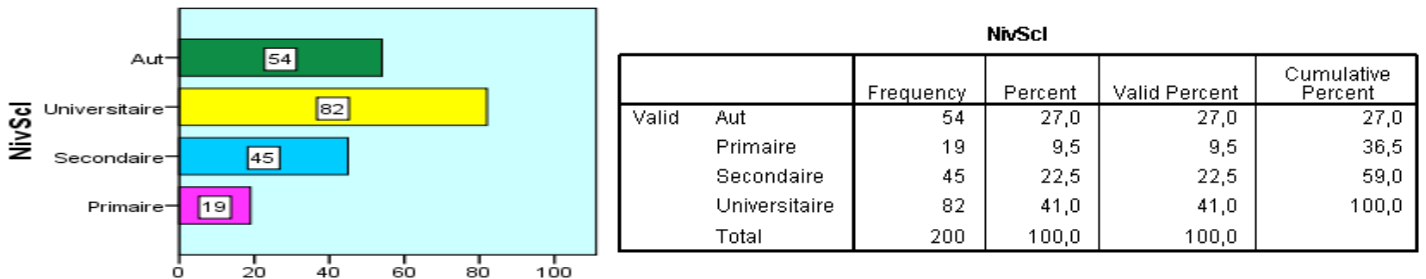 NivScl
Aut 54
Universitaire 82
Secondaire 45
Primaire 19
0 20 40 60 80 100
NivScl
Frequency Percent Valid Percent Cumulative Percent
Valid Aut 54 27,0 27,0 27,0
Primaire 19 9,5 9,5 36,5
Secondaire 45 22,5 22,5 59,0
Universitaire 82 41,0 41,0 100,0
Total 200 100,0 100,0